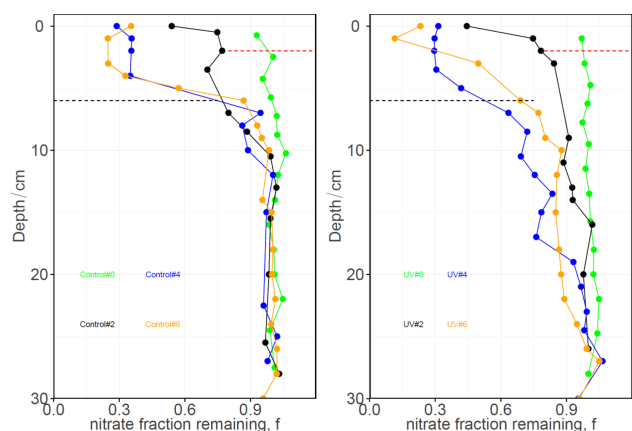 0
10
20
30
Depth/cm
Control#0 Control#4
Control#2 Control#6
0.0 0.3 0.6 0.9
nitrate fraction remaining, f
0
10
20
30
Depth/cm
UV#0 UV#4
UV#2 UV#6
0.0 0.3 0.6 0.9
nitrate fraction remaining, f